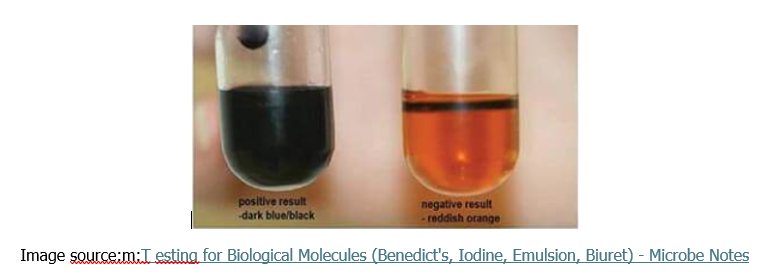 positive result
-dark blue/black
negative result
- reddish orange
Image source:m:T esting for Biological Molecules (Benedict's, Iodine, Emulsion, Biuret) - Microbe Notes